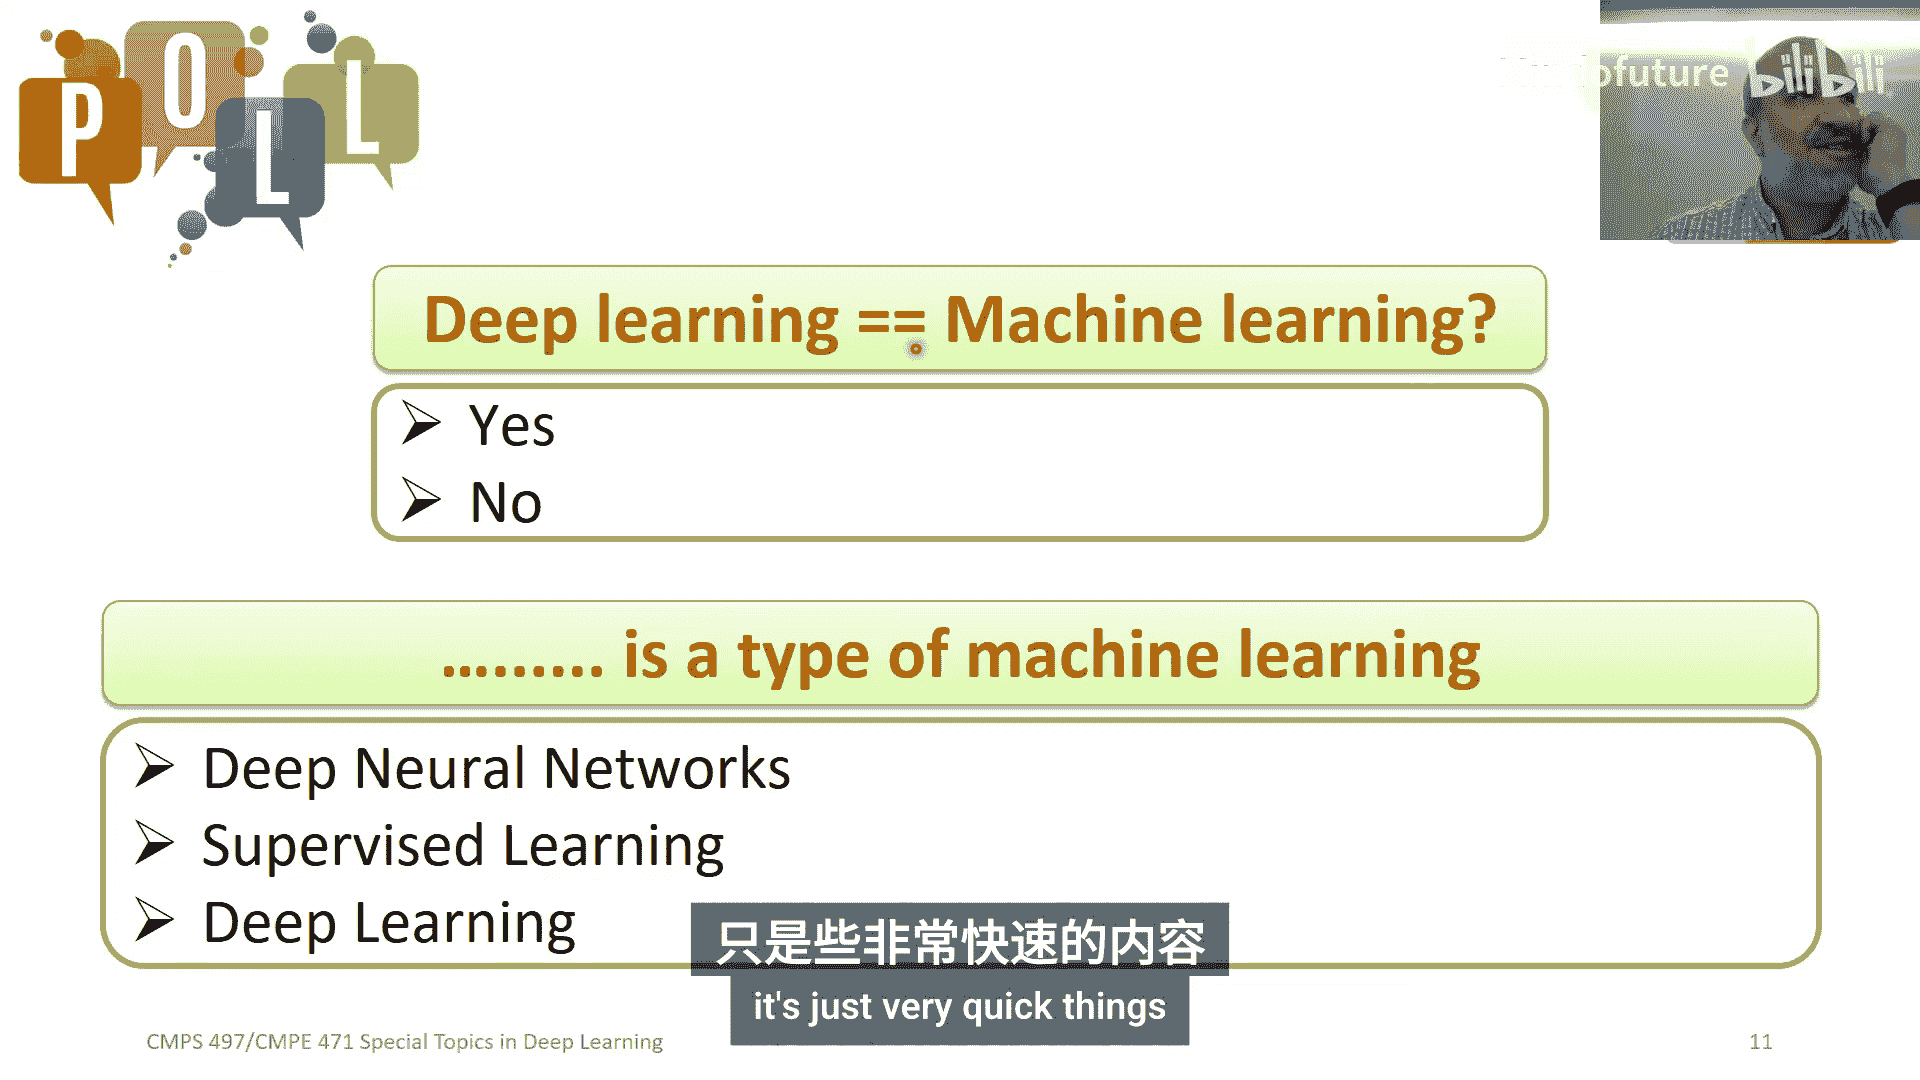 POLL
ofuture bilibili
Deep learning == Machine learning?
➢ Yes
➢ No
…...... is a type of machine learning
➢ Deep Neural Networks
➢ Supervised Learning
➢ Deep Learning
只是些非常快速的内容
it's just very quick things
CMPS 497/CMPE 471 Special Topics in Deep Learning
11